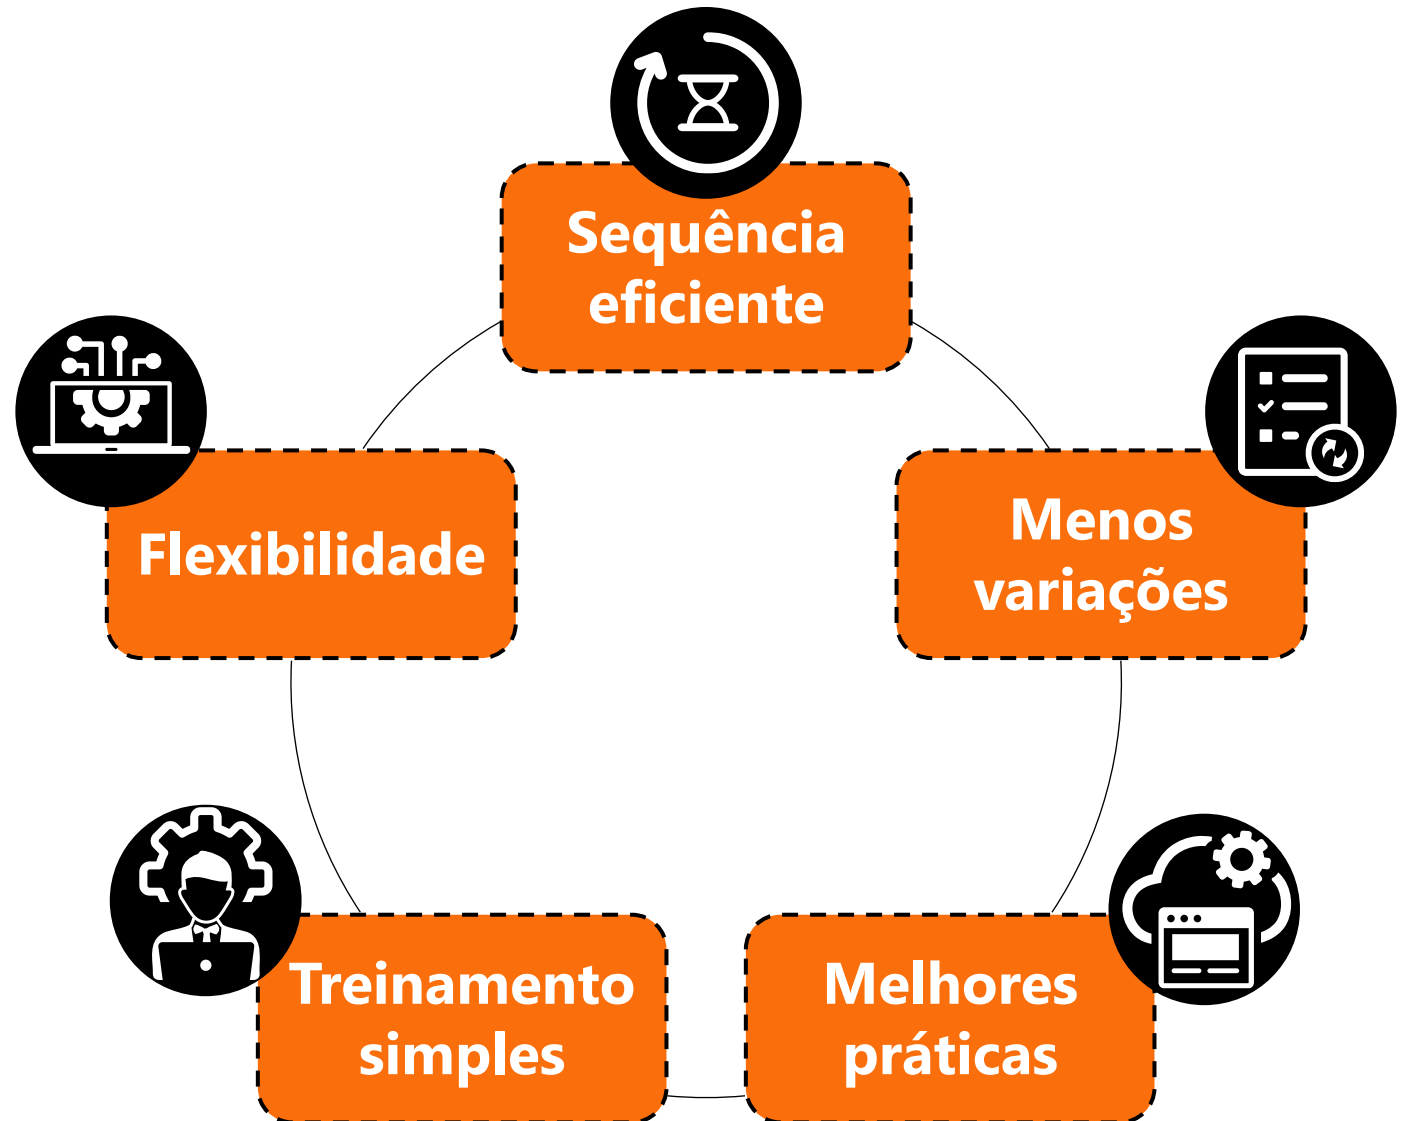 Sequência
eficiente
Menos
variações
Melhores
práticas
Treinamento
simples
Flexibilidade